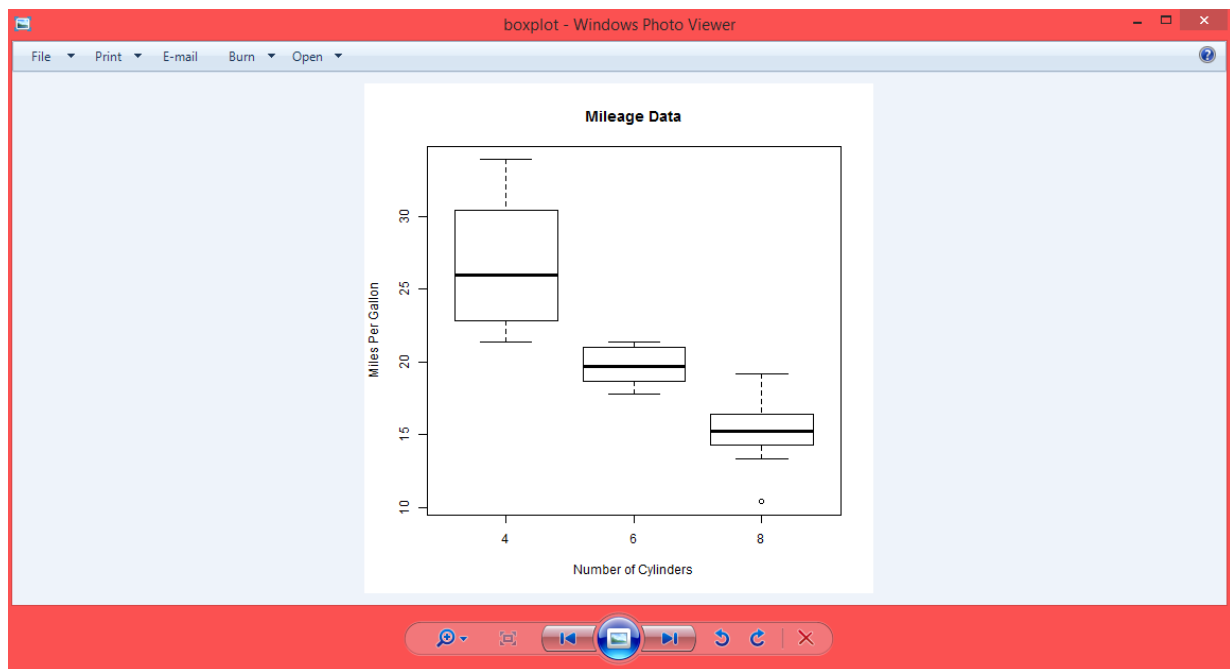 boxplot - Windows Photo Viewer
File Print E-mail Burn Open
Mileage Data
Miles Per Gallon
30
25
20
15
10
4 6 8
Number of Cylinders